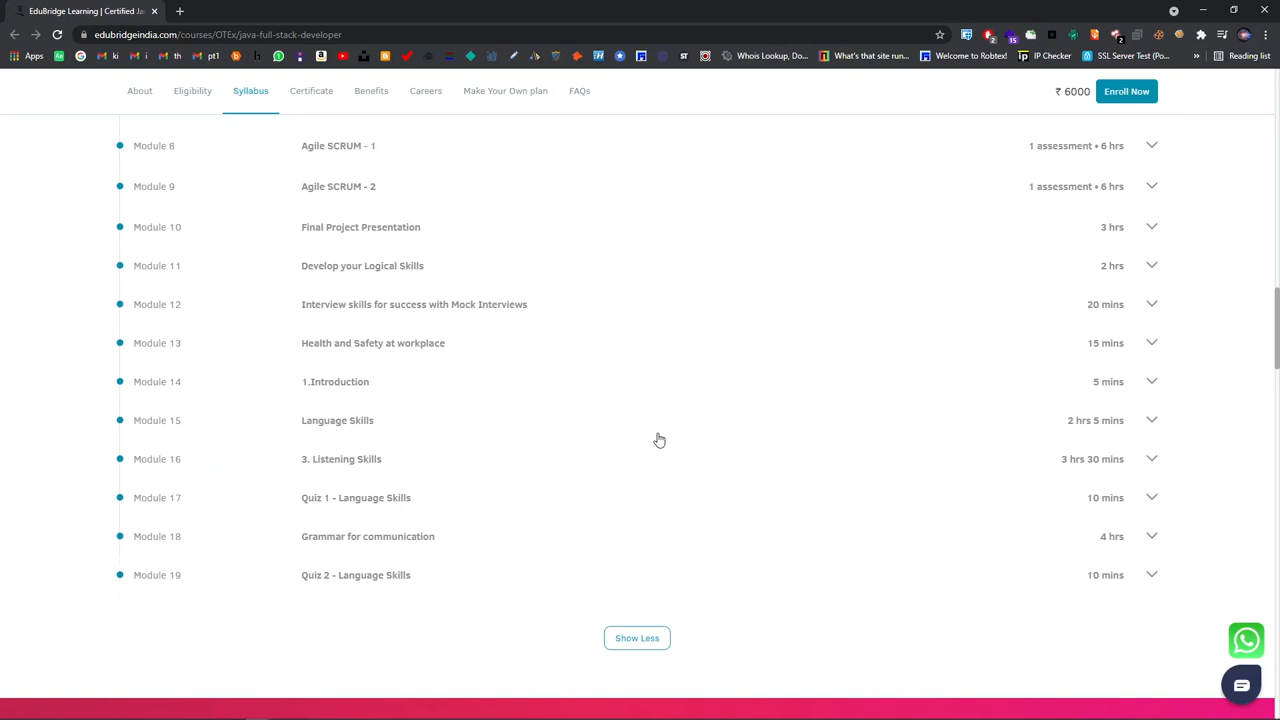 EduBridge Learning | Certified Ja
edubridgeindia.com/courses/OTEx/java-full-stack-developer
Apps ki i th pt1 Whois Lookup, Do... What's that site run... Welcome to Robtex! IP Checker SSL Server Test (Po... Reading list
About Eligibility Syllabus Certificate Benefits Careers Make Your Own plan FAQs ₹ 6000 Enroll Now
Module 8 Agile SCRUM - 1 1 assessment • 6 hrs
Module 9 Agile SCRUM - 2 1 assessment • 6 hrs
Module 10 Final Project Presentation 3 hrs
Module 11 Develop your Logical Skills 2 hrs
Module 12 Interview skills for success with Mock Interviews 20 mins
Module 13 Health and Safety at workplace 15 mins
Module 14 1.Introduction 5 mins
Module 15 Language Skills 2 hrs 5 mins
Module 16 3. Listening Skills 3 hrs 30 mins
Module 17 Quiz 1 - Language Skills 10 mins
Module 18 Grammar for communication 4 hrs
Module 19 Quiz 2 - Language Skills 10 mins
Show Less